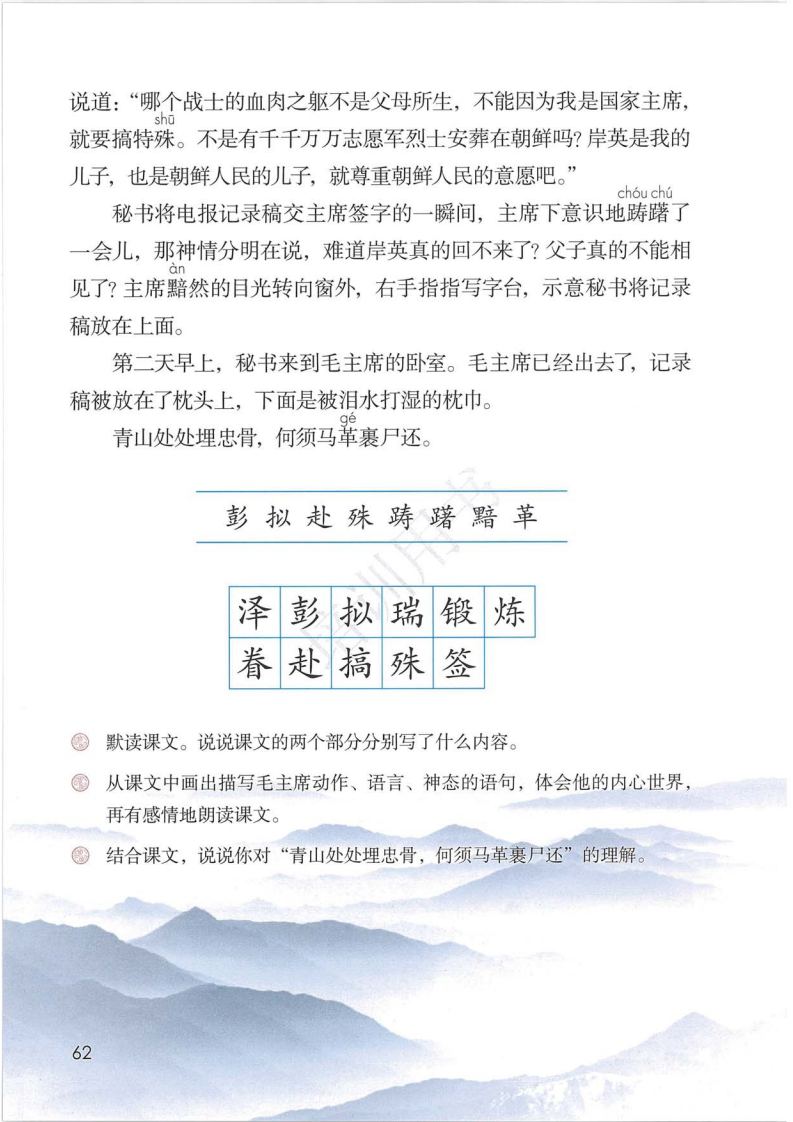 说道：“哪个战士的血肉之躯不是父母所生，不能因为我是国家主席，
shū
就要搞特殊。不是有千千万万志愿军烈士安葬在朝鲜吗？岸英是我的
儿子，也是朝鲜人民的儿子，就尊重朝鲜人民的意愿吧。”
chóu chú
秘书将电报记录稿交主席签字的一瞬间，主席下意识地踌躇了
一会儿，那神情分明在说，难道岸英真的回不来了？父子真的不能相
àn
见了？主席黯然的目光转向窗外，右手指指写字台，示意秘书将记录
稿放在上面。
第二天早上，秘书来到毛主席的卧室。毛主席已经出去了，记录
稿被放在了枕头上，下面是被泪水打湿的枕巾。
gé
青山处处埋忠骨，何须马革裹尸还。
彭 拟 赴 殊 踌 躇 黯 革
培训用书
泽 彭 拟 瑞 锻 炼
眷 赴 搞 殊 签
默读课文。说说课文的两个部分分别写了什么内容。
从课文中画出描写毛主席动作、语言、神态的语句，体会他的内心世界，
再有感情地朗读课文。
结合课文，说说你对“青山处处埋忠骨，何须马革裹尸还”的理解。
62